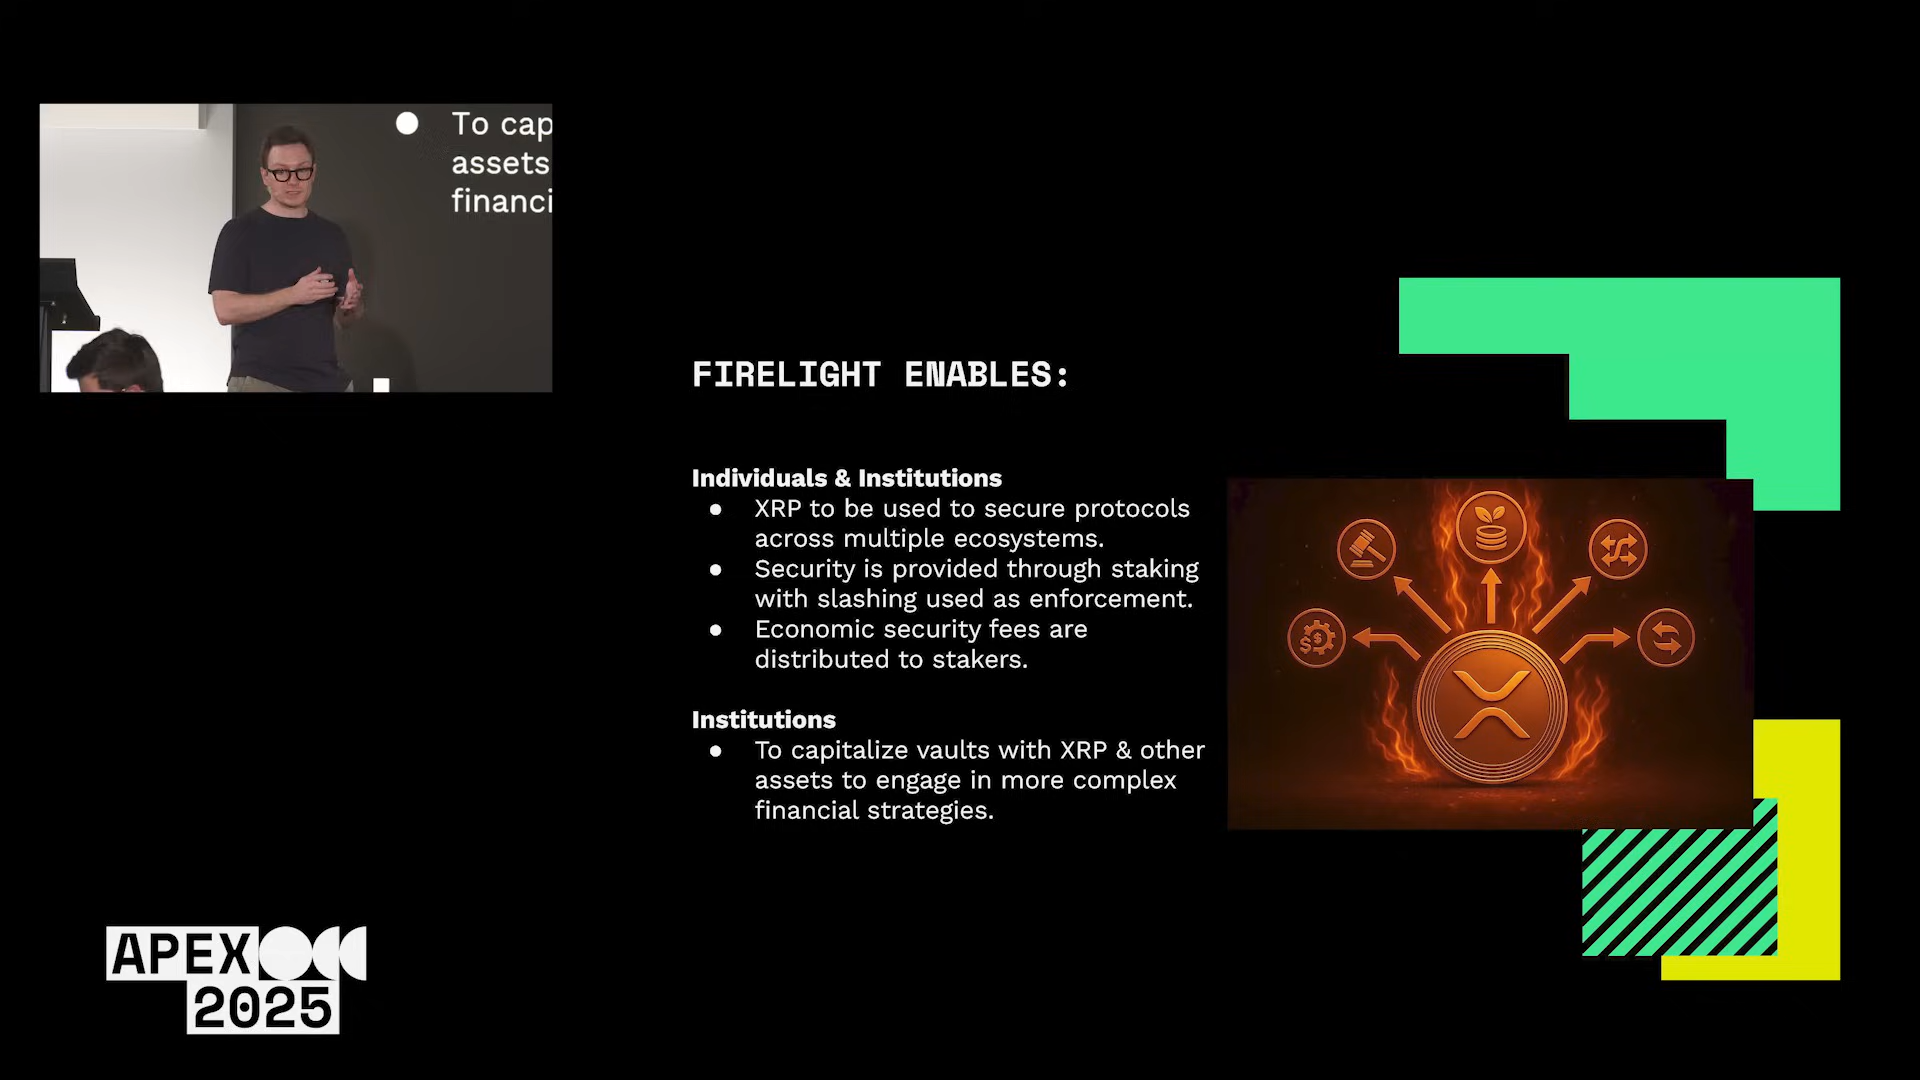 To cap
assets
financi
FIRELIGHT ENABLES:
Individuals & Institutions
● XRP to be used to secure protocols
across multiple ecosystems.
● Security is provided through staking
with slashing used as enforcement.
● Economic security fees are
distributed to stakers.
Institutions
● To capitalize vaults with XRP & other
assets to engage in more complex
financial strategies.
APEX
2025